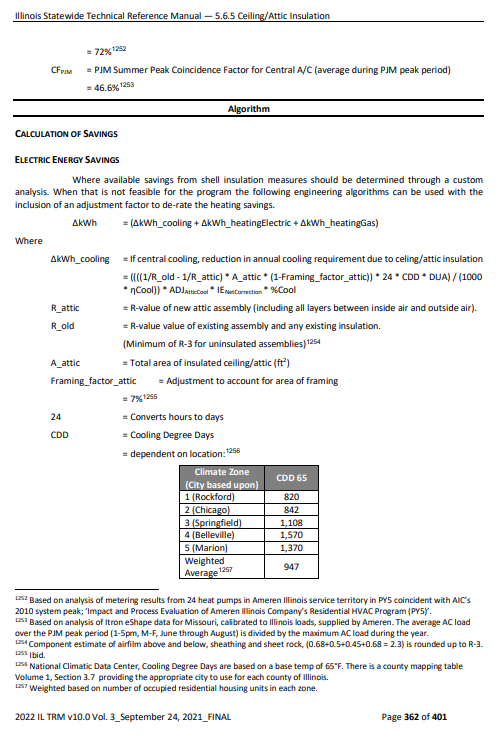 Illinois Statewide Technical Reference Manual — 5.6.5 Ceiling/Attic Insulation
= 72%1252
CFPJM = PJM Summer Peak Coincidence Factor for Central A/C (average during PJM peak period)
= 46.6%1253
Algorithm
CALCULATION OF SAVINGS
ELECTRIC ENERGY SAVINGS
Where available savings from shell insulation measures should be determined through a custom
analysis. When that is not feasible for the program the following engineering algorithms can be used with the
inclusion of an adjustment factor to de-rate the heating savings.
ΔkWh = (ΔkWh_cooling + ΔkWh_heatingElectric + ΔkWh_heatingGas)
Where
ΔkWh_cooling = If central cooling, reduction in annual cooling requirement due to celing/attic insulation
= ((((1/R_old - 1/R_attic) * A_attic * (1-Framing_factor_attic)) * 24 * CDD * DUA) / (1000
* ηCool)) * ADJAtticCool * IENetCorrection * %Cool
R_attic = R-value of new attic assembly (including all layers between inside air and outside air).
R_old = R-value value of existing assembly and any existing insulation.
(Minimum of R-3 for uninsulated assemblies)1254
A_attic = Total area of insulated ceiling/attic (ft2)
Framing_factor_attic = Adjustment to account for area of framing
= 7%1255
24 = Converts hours to days
CDD = Cooling Degree Days
= dependent on location:1256
Climate Zone
(City based upon) CDD 65
1 (Rockford) 820
2 (Chicago) 842
3 (Springfield) 1,108
4 (Belleville) 1,570
5 (Marion) 1,370
Weighted
Average1257 947
1252 Based on analysis of metering results from 24 heat pumps in Ameren Illinois service territory in PY5 coincident with AIC's
2010 system peak; 'Impact and Process Evaluation of Ameren Illinois Company's Residential HVAC Program (PY5)'.
1253 Based on analysis of Itron eShape data for Missouri, calibrated to Illinois loads, supplied by Ameren. The average AC load
over the PJM peak period (1-5pm, M-F, June through August) is divided by the maximum AC load during the year.
1254 Component estimate of airfilm above and below, sheathing and sheet rock, (0.68+0.5+0.45+0.68 = 2.3) is rounded up to R-3.
1255 Ibid.
1256 National Climatic Data Center, Cooling Degree Days are based on a base temp of 65°F. There is a county mapping table
Volume 1, Section 3.7 providing the appropriate city to use for each county of Illinois.
1257 Weighted based on number of occupied residential housing units in each zone.
2022 IL TRM v10.0 Vol. 3_September 24, 2021_FINAL Page 362 of 401